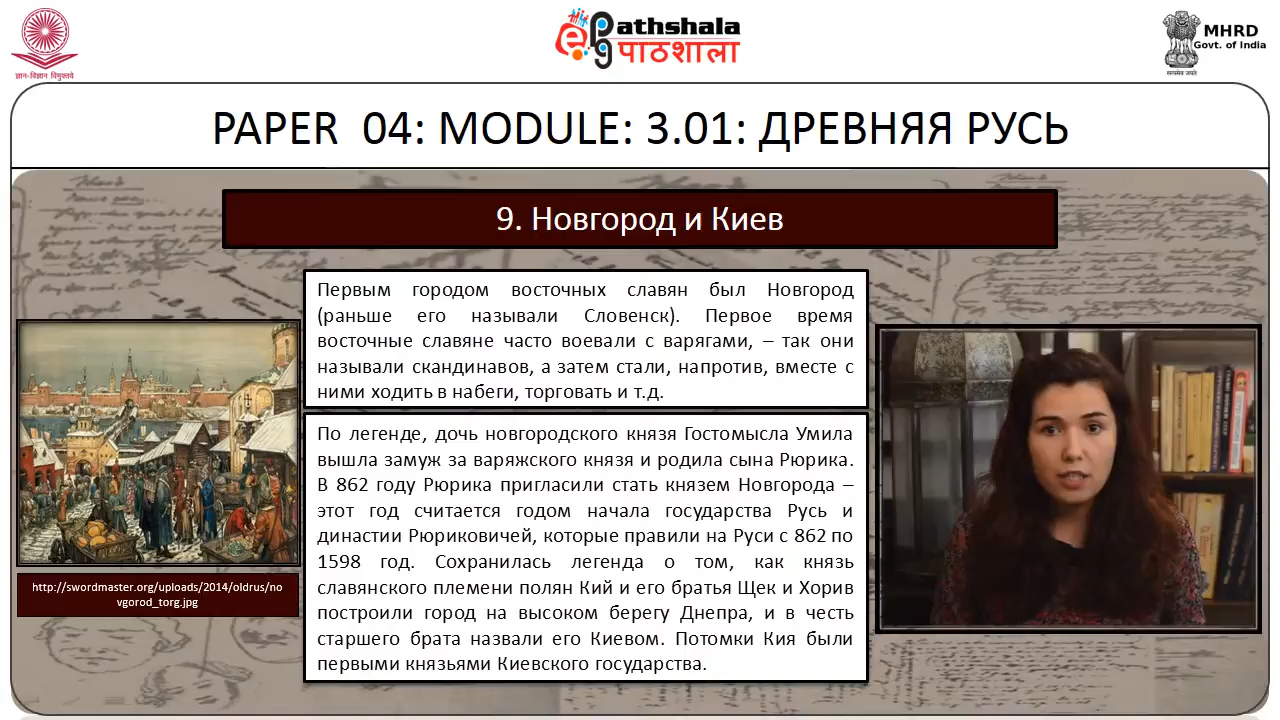 ज्ञान-विज्ञान विमुक्तये
ePathshala
पाठशाला
MHRD
Govt. of India
सत्यमेव जयते
PAPER 04: MODULE: 3.01: ДРЕВНЯЯ РУСЬ
9. Новгород и Киев
Первым городом восточных славян был Новгород
(раньше его называли Словенск). Первое время
восточные славяне часто воевали с варягами, – так они
называли скандинавов, а затем стали, напротив, вместе с
ними ходить в набеги, торговать и т.д.
По легенде, дочь новгородского князя Гостомысла Умила
вышла замуж за варяжского князя и родила сына Рюрика.
В 862 году Рюрика пригласили стать князем Новгорода –
этот год считается годом начала государства Русь и
династии Рюриковичей, которые правили на Руси с 862 по
1598 год. Сохранилась легенда о том, как князь
славянского племени полян Кий и его братья Щек и Хорив
построили город на высоком берегу Днепра, и в честь
старшего брата назвали его Киевом. Потомки Кия были
первыми князьями Киевского государства.
http://swordmaster.org/uploads/2014/oldrus/no
vgorod_torg.jpg